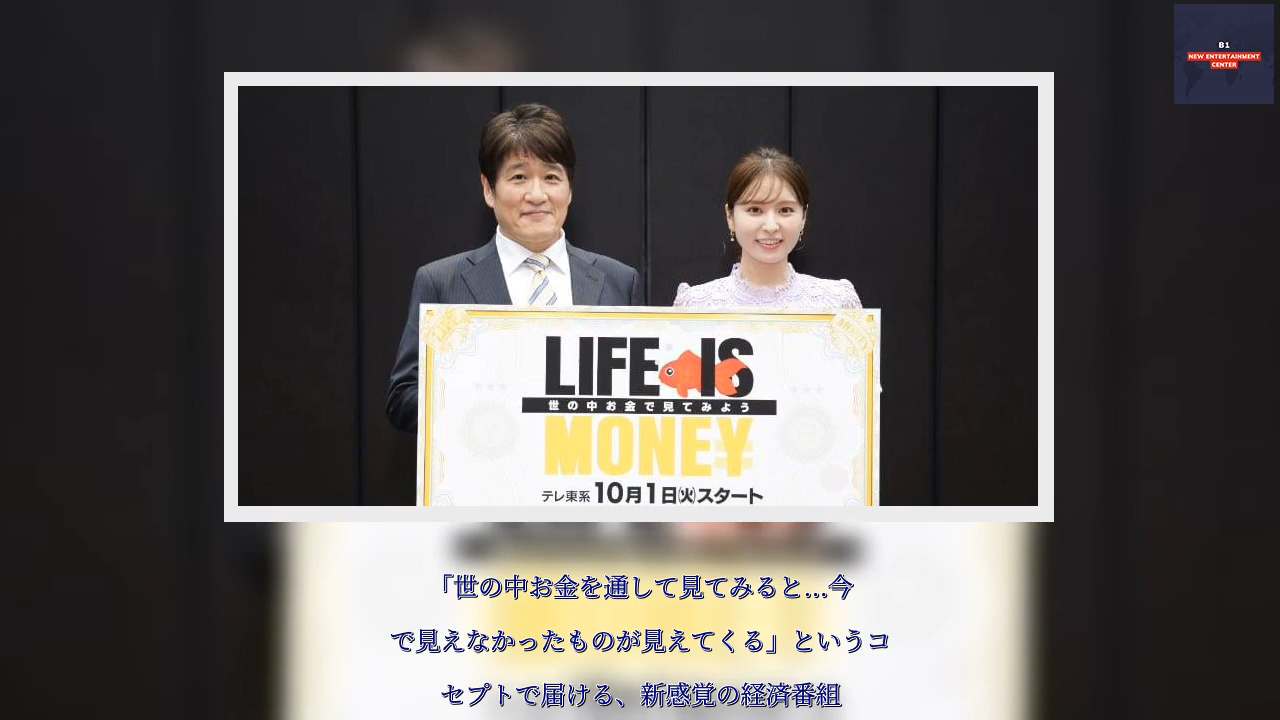 B1
NEW ENTERTAINMENT
CENTER
LIFE IS
世の中お金で見てみよう
MONEY
テレ東系10月1日(火)スタート
「世の中お金を通して見てみると...今
で見えなかったものが見えてくる」というコ
セプトで届ける、新感覚の経済番組